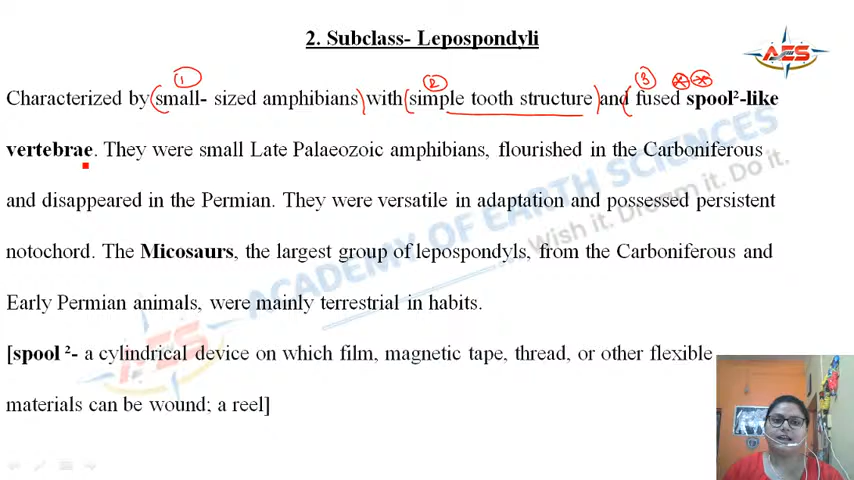 2. Subclass- Lepospondyli
AES
1 2 3
Characterized by (small- sized amphibians) with (simple tooth structure) and (fused spool²-like
vertebrae. They were small Late Palaeozoic amphibians, flourished in the Carboniferous
and disappeared in the Permian. They were versatile in adaptation and possessed persistent
notochord. The Micosaurs, the largest group of lepospondyls, from the Carboniferous and
Early Permian animals, were mainly terrestrial in habits.
[spool ²- a cylindrical device on which film, magnetic tape, thread, or other flexible
materials can be wound; a reel]
AES
ACADEMY OF EARTH SCIENCES
Wish it. Dream it. Do it.